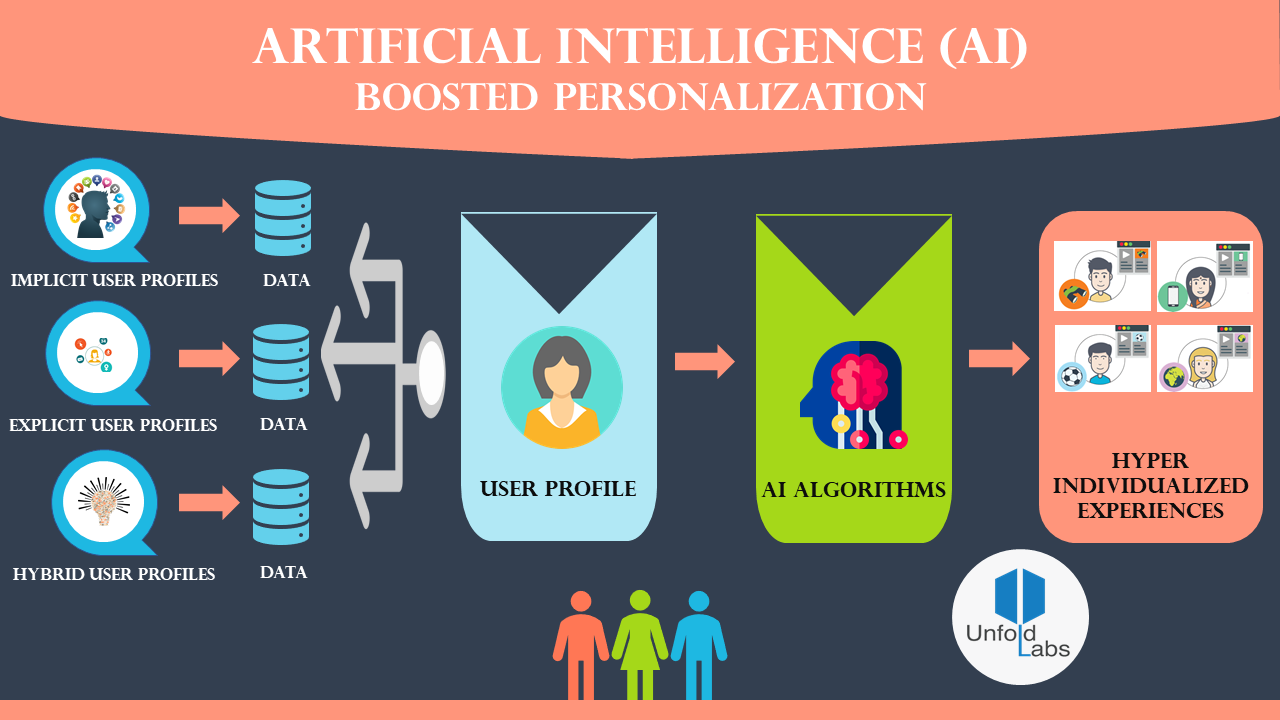 ARTIFICIAL INTELLIGENCE (AI)
BOOSTED PERSONALIZATION
IMPLICIT USER PROFILES
DATA
EXPLICIT USER PROFILES
DATA
HYBRID USER PROFILES
DATA
USER PROFILE
AI ALGORITHMS
HYPER
INDIVIDUALIZED
EXPERIENCES
Unfold
Labs